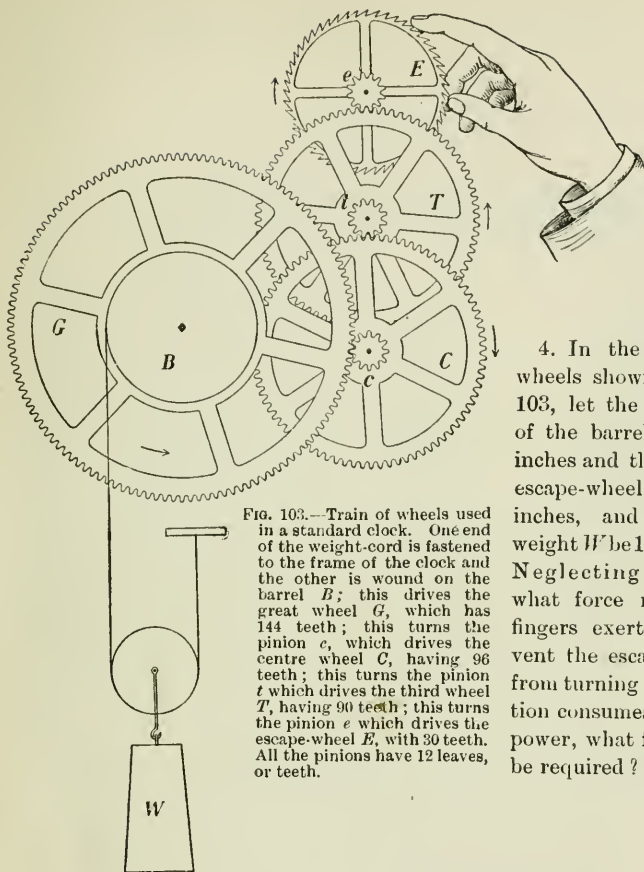 e
E
t
T
G
B
C
c
4. In the
wheels show
103, let the
of the barrel
inches and th
escape-wheel
inches, and
weight W be 1
Neglecting
what force
fingers exert
vent the esca
from turning
tion consume
power, what
be required ?
FIG. 103.—Train of wheels used
in a standard clock. One end
of the weight-cord is fastened
to the frame of the clock and
the other is wound on the
barrel B; this drives the
great wheel G, which has
144 teeth; this turns the
pinion c, which drives the
centre wheel C, having 96
teeth; this turns the pinion
t which drives the third wheel
T, having 90 teeth; this turns
the pinion e which drives the
escape-wheel E, with 30 teeth.
All the pinions have 12 leaves,
or teeth.
W